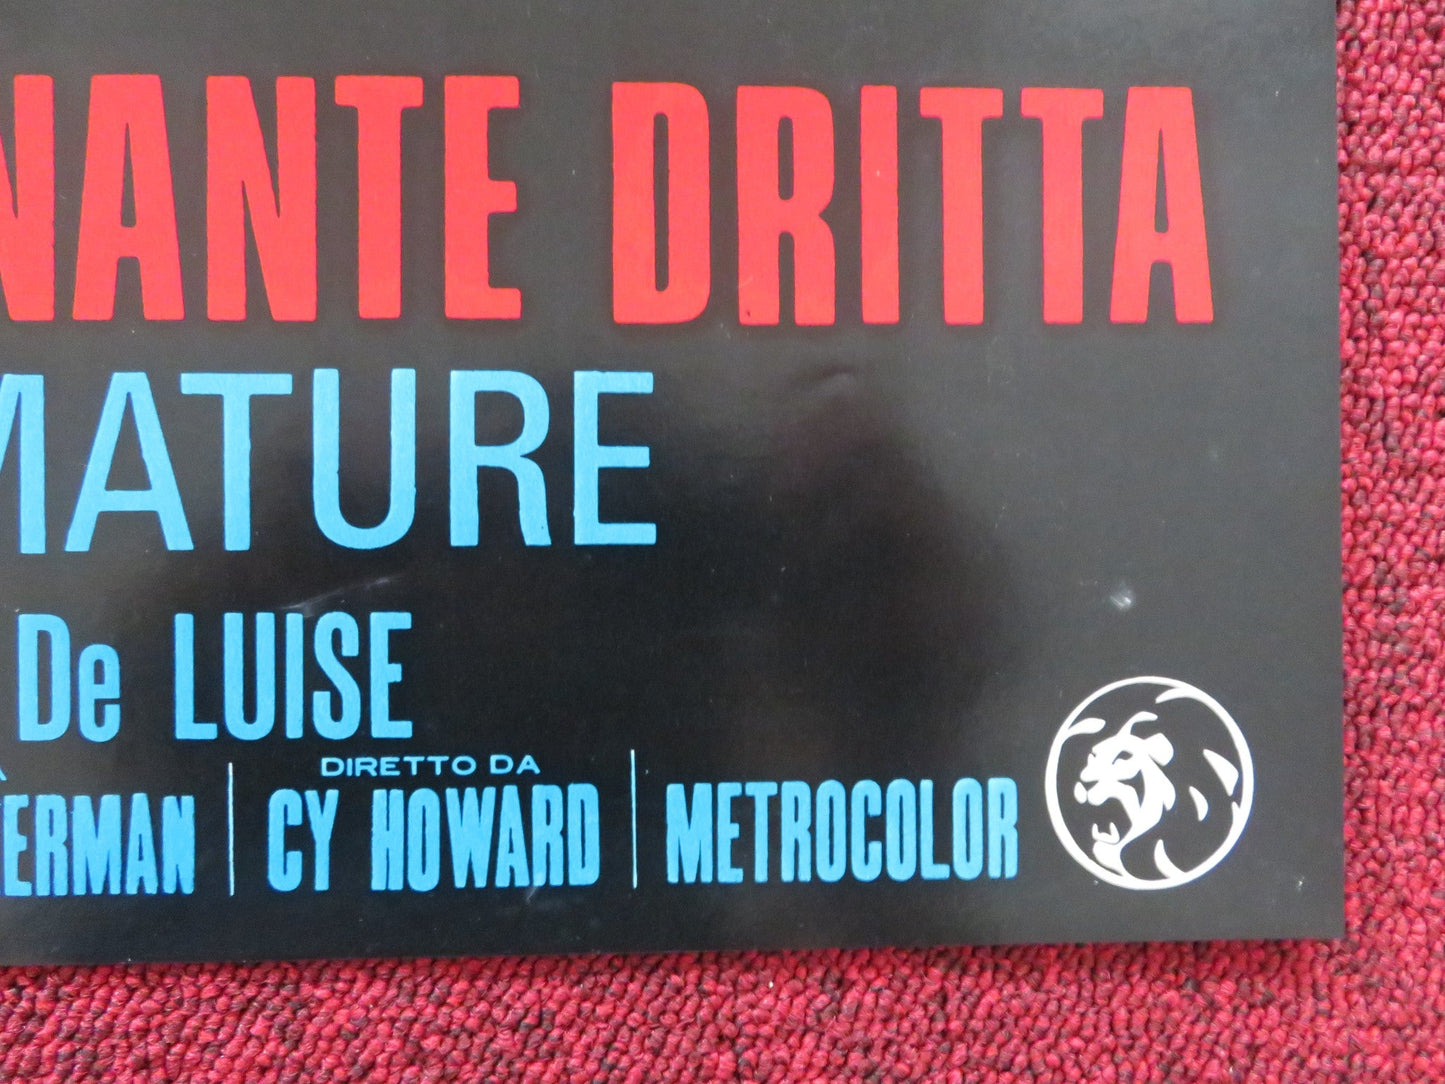 NANTE DRITTA
MATURE
De LUISE
ERMAN
DIRETTO DA
CY HOWARD
METROCOLOR